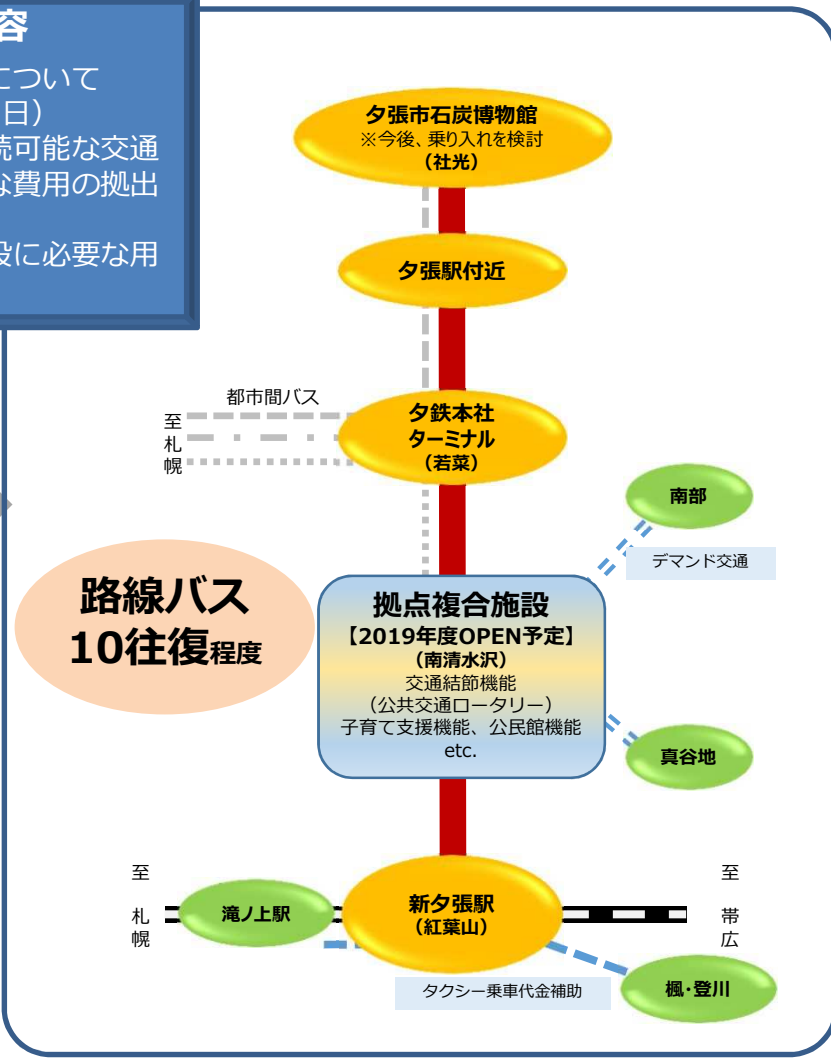 容
について
日）
続可能な交通
な費用の拠出
設に必要な用
夕張市石炭博物館
※今後、乗り入れを検討
（社光）
夕張駅付近
都市間バス
至
札
幌
夕鉄本社
ターミナル
（若菜）
南部
デマンド交通
路線バス
10往復程度
拠点複合施設
【2019年度OPEN予定】
（南清水沢）
交通結節機能
（公共交通ロータリー）
子育て支援機能、公民館機能
etc.
真谷地
至
札
幌
滝ノ上駅
新夕張駅
（紅葉山）
至
帯
広
タクシー乗車代金補助
楓・登川